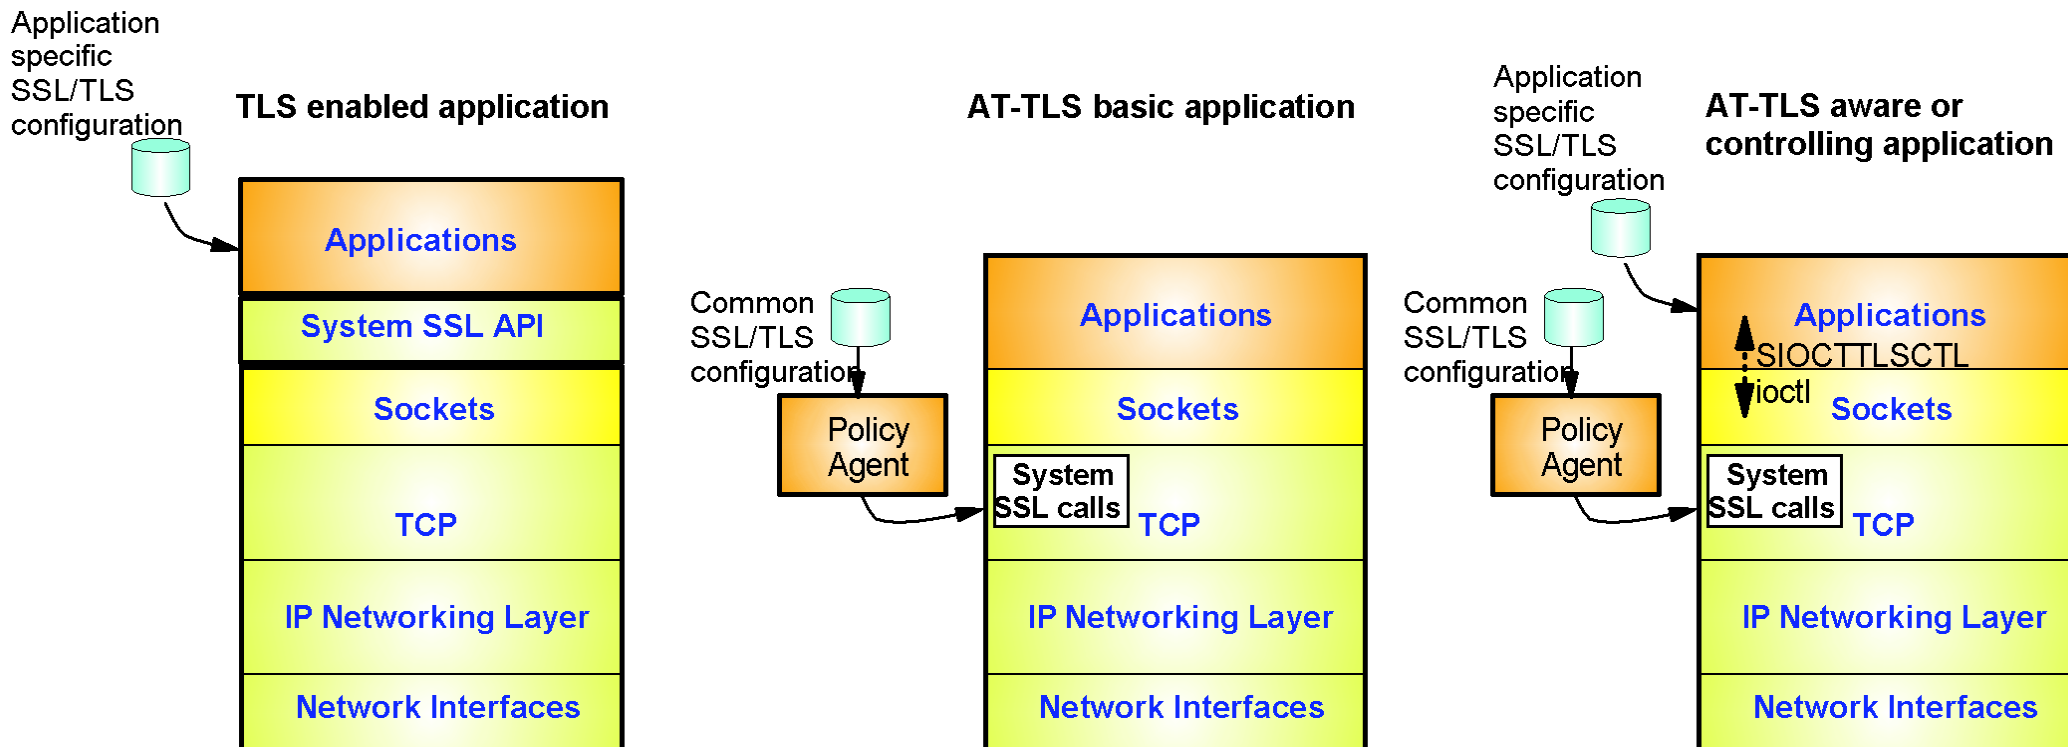 Application
specific
SSL/TLS
configuration
TLS enabled application
Applications
System SSL API
Sockets
TCP
IP Networking Layer
Network Interfaces
AT-TLS basic application
Common
SSL/TLS
configuration
Policy
Agent
Applications
Sockets
System
SSL calls
TCP
IP Networking Layer
Network Interfaces
Application
specific
SSL/TLS
configuration
AT-TLS aware or
controlling application
Common
SSL/TLS
configuration
Policy
Agent
Applications
SIOCTTLSCTL
ioctl
Sockets
System
SSL calls
TCP
IP Networking Layer
Network Interfaces